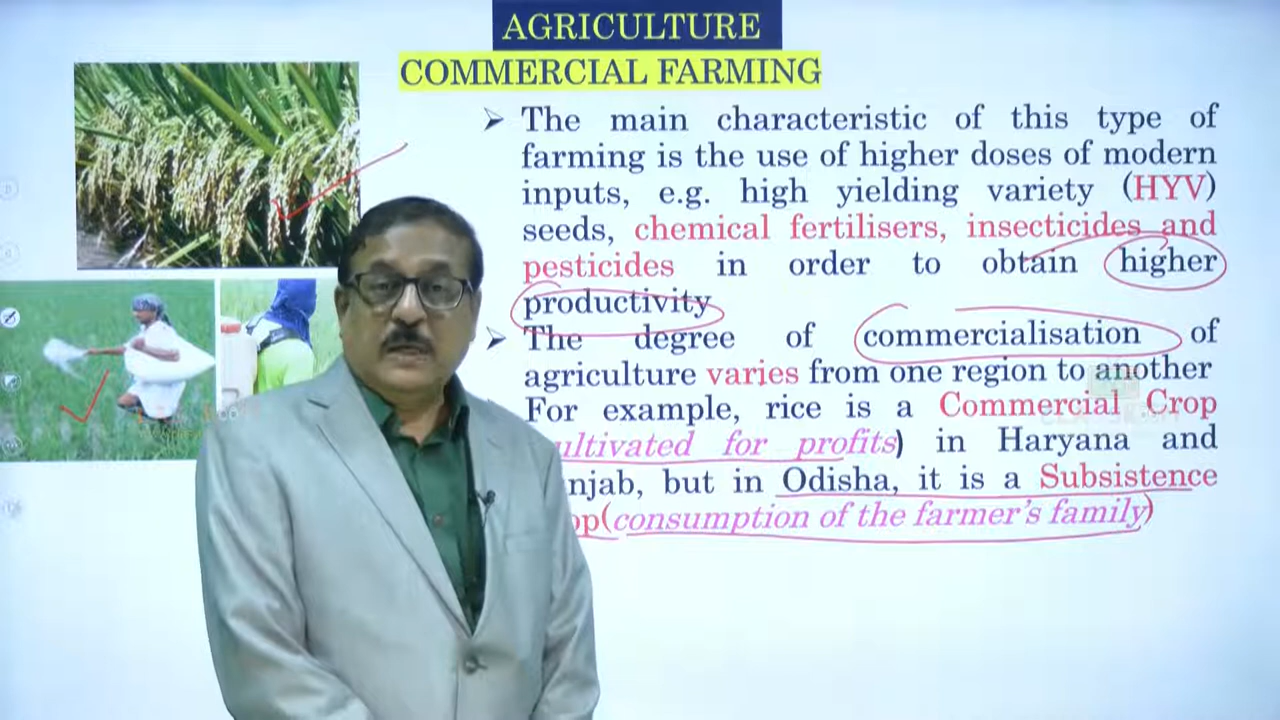 AGRICULTURE
COMMERCIAL FARMING
➢ The main characteristic of this type of
farming is the use of higher doses of modern
inputs, e.g. high yielding variety (HYV)
seeds, chemical fertilisers, insecticides and
pesticides in order to obtain higher
productivity
➢ The degree of commercialisation of
agriculture varies from one region to another
For example, rice is a Commercial Crop
ultivated for profits) in Haryana and
njab, but in Odisha, it is a Subsistence
op(consumption of the farmer's family)